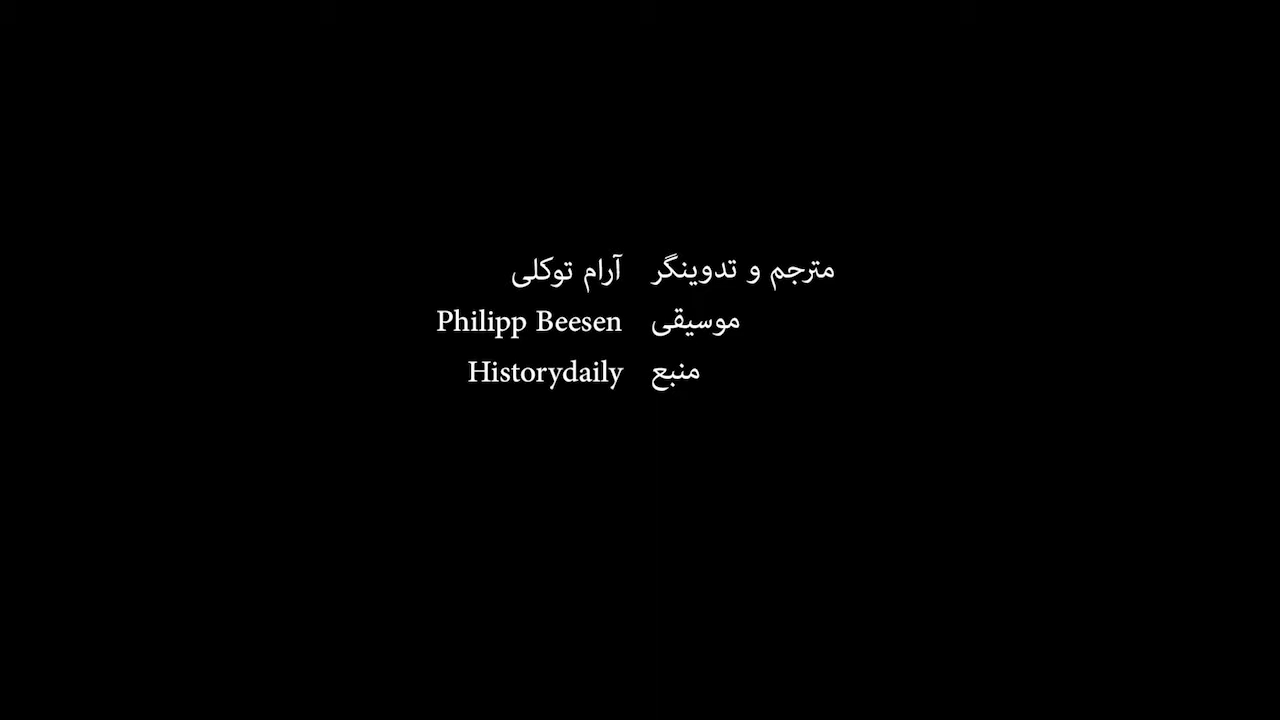 مترجم و تدوینگر آرام توکلی
موسیقی Philipp Beesen
منبع Historydaily